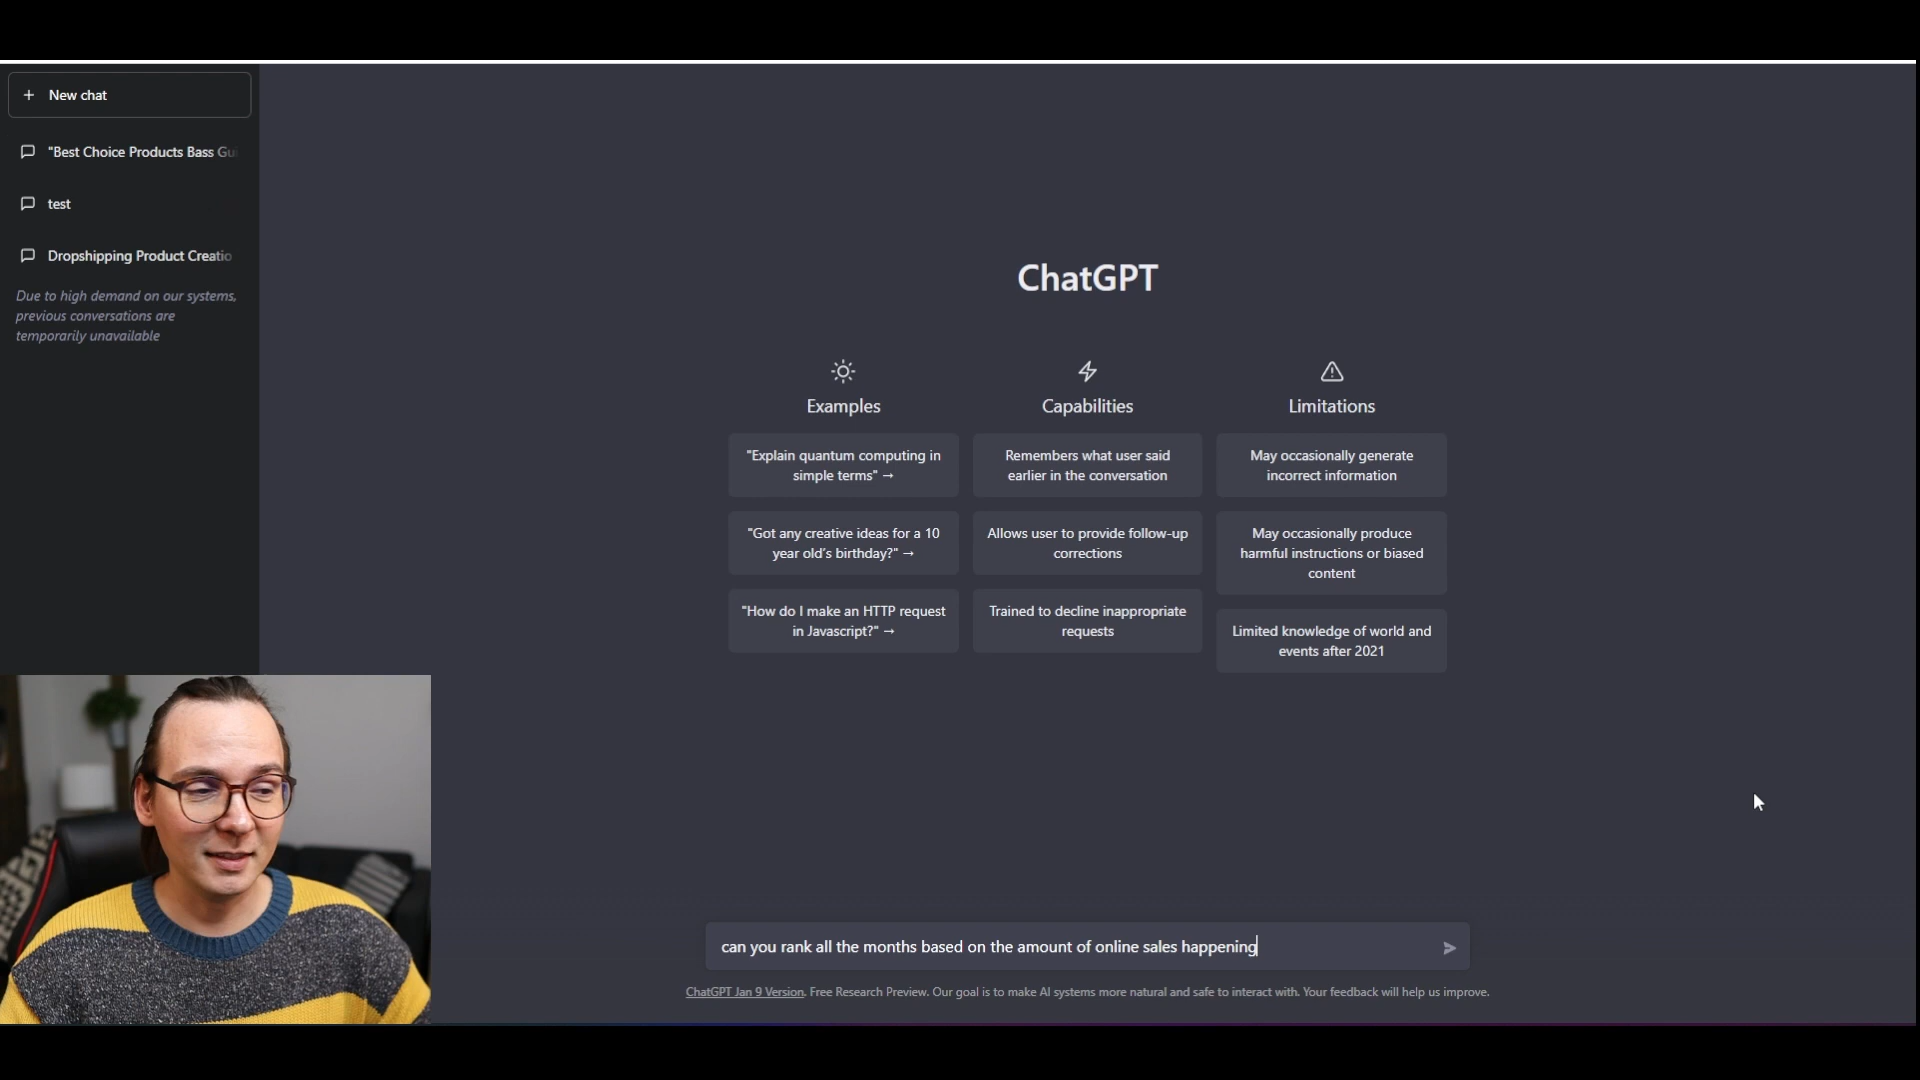 New chat
"Best Choice Products Bass Gui
test
Dropshipping Product Creatio
Due to high demand on our systems,
previous conversations are
temporarily unavailable
ChatGPT
Examples
"Explain quantum computing in
simple terms" →
"Got any creative ideas for a 10
year old's birthday?" →
"How do I make an HTTP request
in Javascript?" →
Capabilities
Remembers what user said
earlier in the conversation
Allows user to provide follow-up
corrections
Trained to decline inappropriate
requests
Limitations
May occasionally generate
incorrect information
May occasionally produce
harmful instructions or biased
content
Limited knowledge of world and
events after 2021
can you rank all the months based on the amount of online sales happening
ChatGPT Jan 9 Version. Free Research Preview. Our goal is to make AI systems more natural and safe to interact with. Your feedback will help us improve.